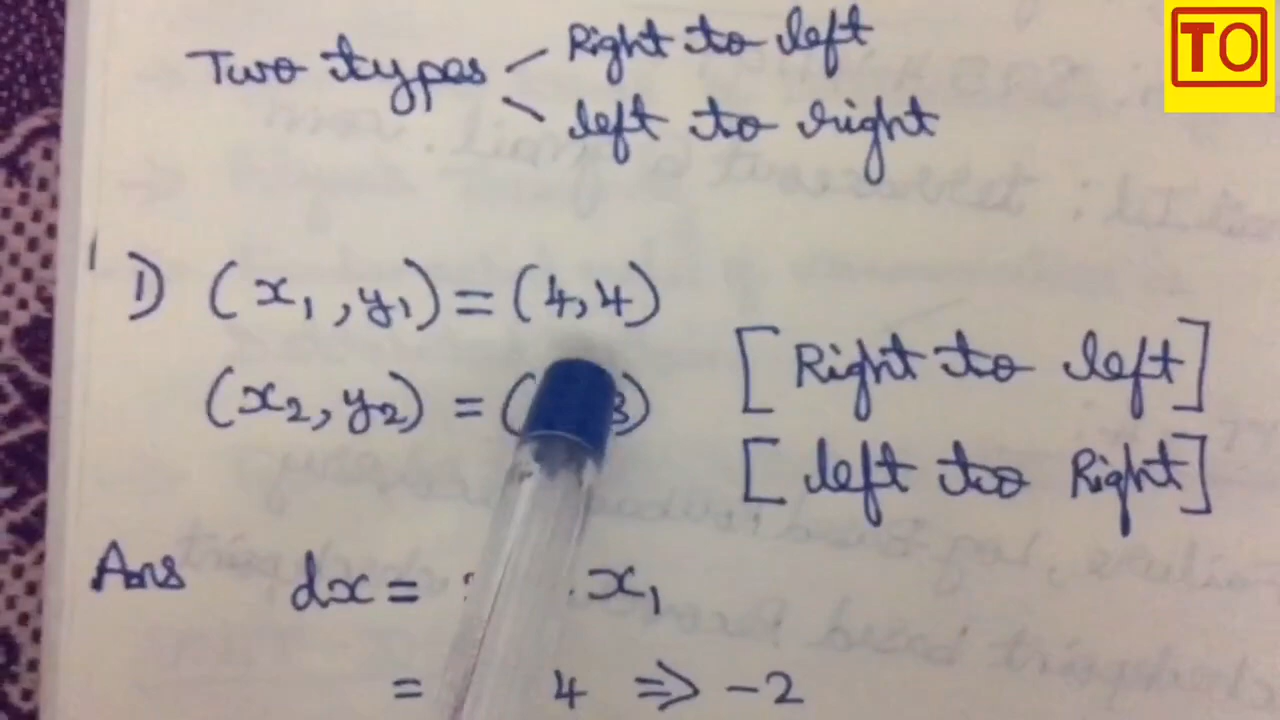 TO
Two types
Right to left
left to right
1) (x₁, y₁) = (4, 4)
(x₂, y₂) = ( 3)
[Right to left]
[left to Right]
Ans dx = x₁
= 4 ⇒ -2